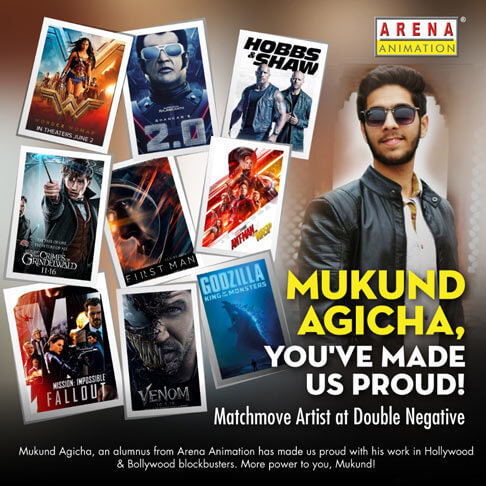 ARENA®
ANIMATION
WONDER WOMAN
IN THEATERS JUNE 2
SHANKAR'S
2.0
HOBBS
& SHAW
THE CRIMES OF
GRINDELWALD
11·16
FIRST MAN
ANT-MAN
AND THE
WASP
MISSION: IMPOSSIBLE
FALLOUT
VENOM
GODZILLA
KING OF THE MONSTERS
MUKUND
AGICHA,
YOU'VE MADE
US PROUD!
Matchmove Artist at Double Negative
Mukund Agicha, an alumnus from Arena Animation has made us proud with his work in Hollywood
& Bollywood blockbusters. More power to you, Mukund!